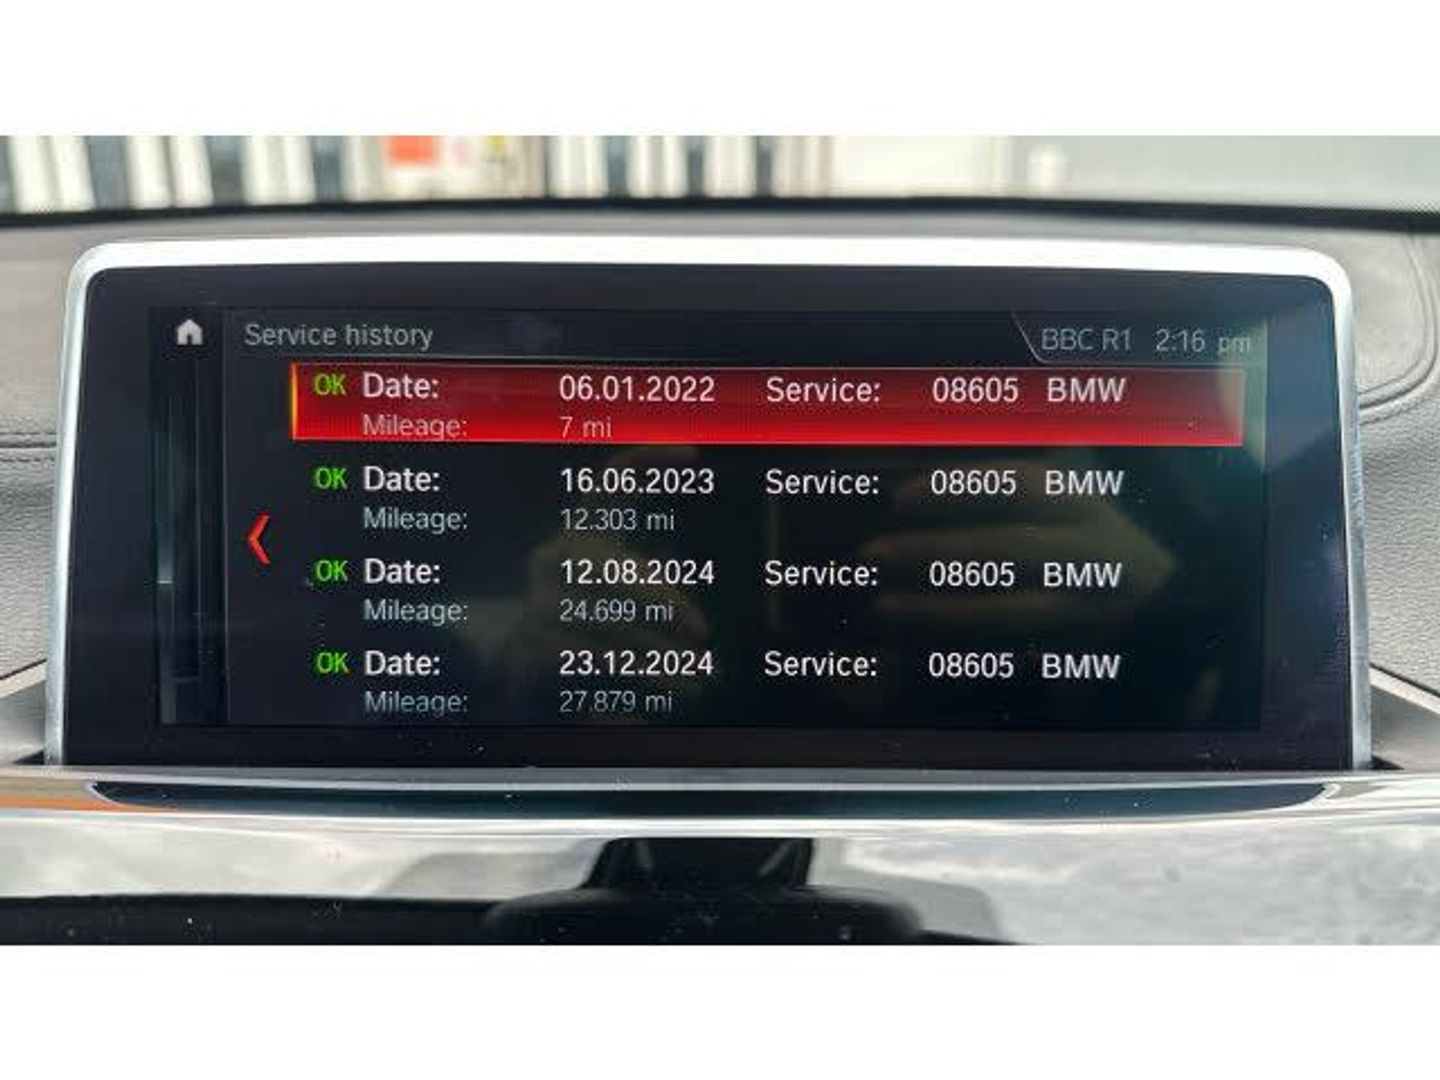 Service history BBC R1 2:16 pm
OK Date: 06.01.2022 Service: 08605 BMW
Mileage: 7 mi
OK Date: 16.06.2023 Service: 08605 BMW
Mileage: 12.303 mi
OK Date: 12.08.2024 Service: 08605 BMW
Mileage: 24.699 mi
OK Date: 23.12.2024 Service: 08605 BMW
Mileage: 27.879 mi